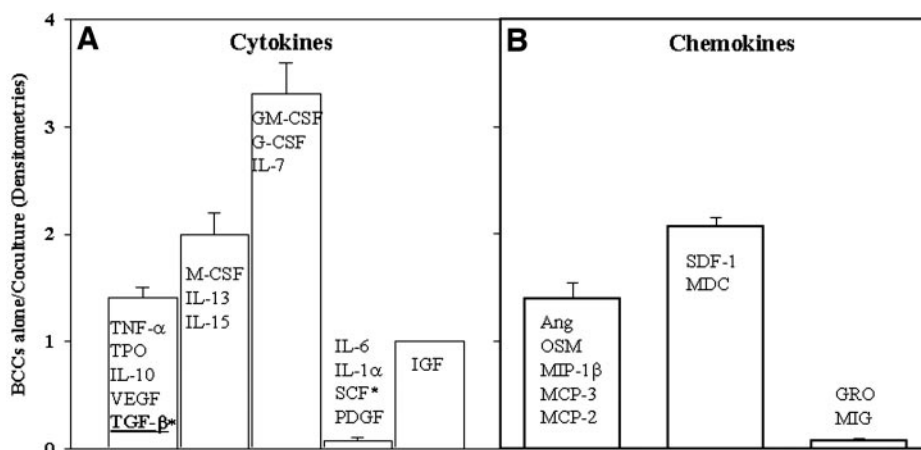 A
Cytokines
B
Chemokines
BCCs alone/Coculture (Densitometries)
4
3
2
1
0
TNF-α
TPO
IL-10
VEGF
TGF-β*
M-CSF
IL-13
IL-15
GM-CSF
G-CSF
IL-7
IL-6
IL-1α
SCF*
PDGF
IGF
Ang
OSM
MIP-1β
MCP-3
MCP-2
SDF-1
MDC
GRO
MIG